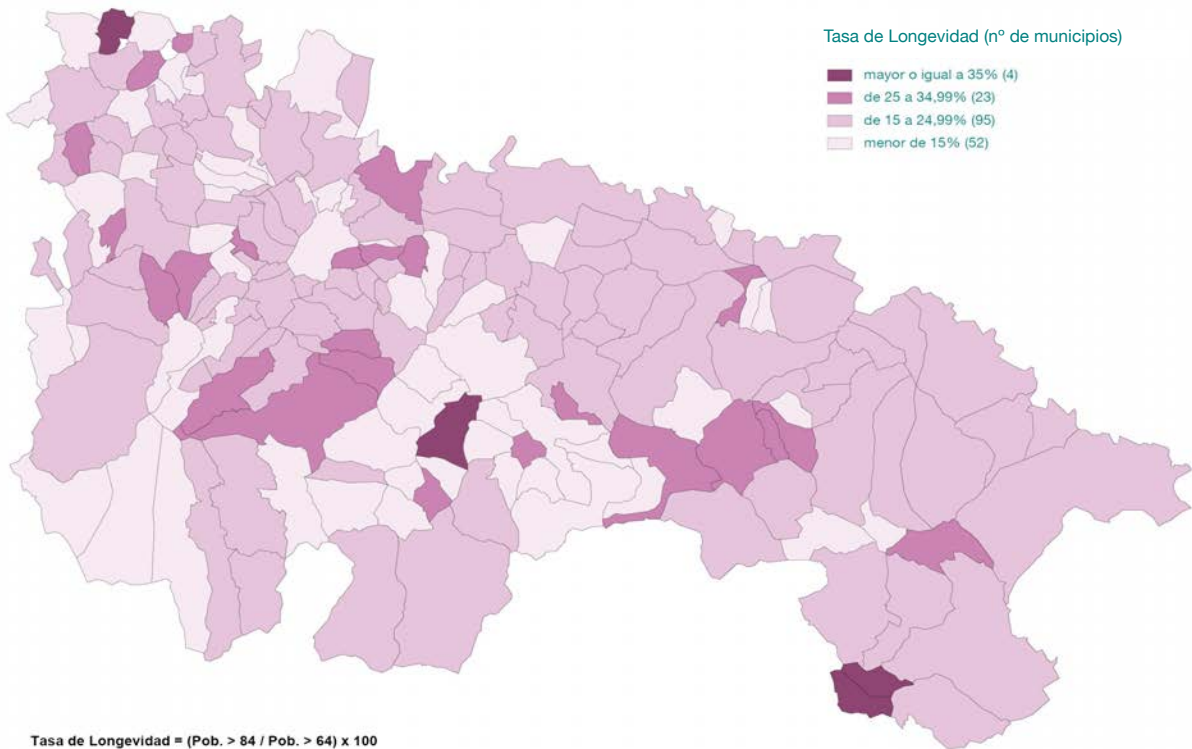 Tasa de Longevidad (nº de municipios)
mayor o igual a 35% (4)
de 25 a 34,99% (23)
de 15 a 24,99% (95)
menor de 15% (52)
Tasa de Longevidad = (Pob. > 84 / Pob. > 64) x 100